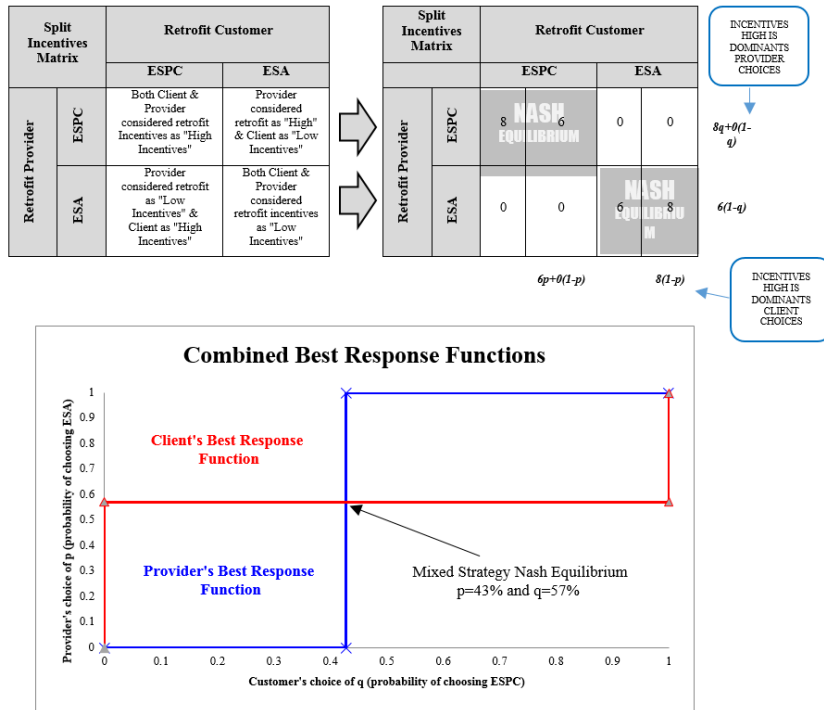 Split
Incentives
Matrix
Retrofit Customer
ESPC
ESA
Retrofit Provider
ESPC
Both Client &
Provider
considered retrofit
Incentives as "High
Incentives"
Provider
considered
retrofit as "High"
& Client as "Low
Incentives"
ESA
Provider
considered retrofit
as "Low
Incentives" &
Client as "High
Incentives"
Both Client &
Provider
considered
retrofit incentives
as "Low
Incentives"
Split
Incentives
Matrix
Retrofit Customer
ESPC
ESA
Retrofit Provider
ESPC
NASH
EQUILIBRIUM
8
6
0
0
8q+0(1-
q)
ESA
0
0
NASH
EQUILIBRIU
M
6
8
6(1-q)
6p+0(1-p)
8(1-p)
INCENTIVES
HIGH IS
DOMINANTS
PROVIDER
CHOICES
INCENTIVES
HIGH IS
DOMINANTS
CLIENT
CHOICES
Combined Best Response Functions
Provider's choice of p (probability of choosing ESA)
1
0.9
0.8
0.7
0.6
0.5
0.4
0.3
0.2
0.1
0
Client's Best Response
Function
Provider's Best Response
Function
Mixed Strategy Nash Equilibrium
p=43% and q=57%
0
0.1
0.2
0.3
0.4
0.5
0.6
0.7
0.8
0.9
1
Customer's choice of q (probability of choosing ESPC)